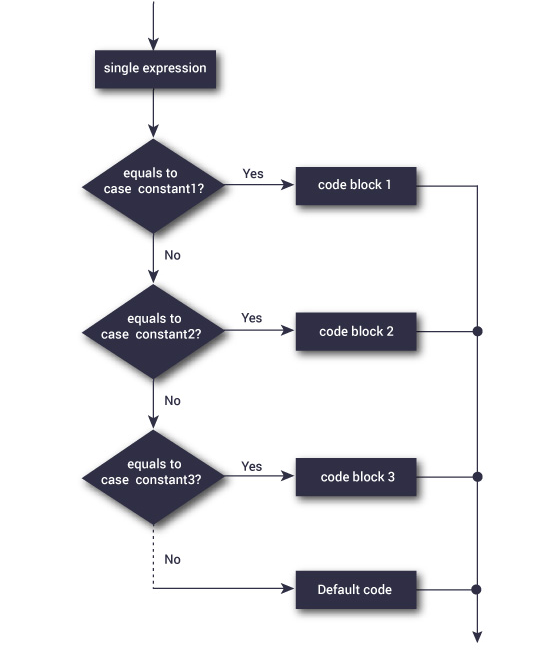 single expression
equals to
case constant1?
Yes
code block 1
No
equals to
case constant2?
Yes
code block 2
No
equals to
case constant3?
Yes
code block 3
No
Default code